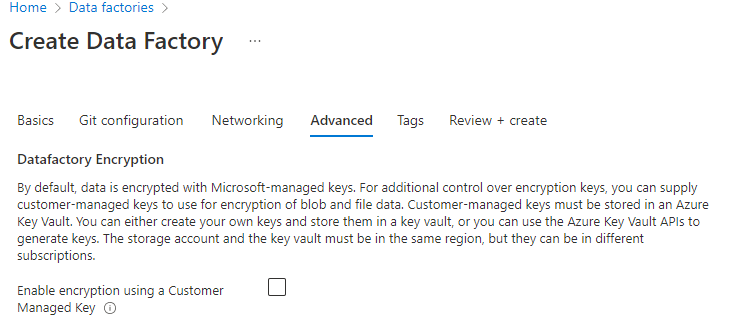 Home > Data factories >
Create Data Factory ...
Basics Git configuration Networking Advanced Tags Review + create
Datafactory Encryption
By default, data is encrypted with Microsoft-managed keys. For additional control over encryption keys, you can supply
customer-managed keys to use for encryption of blob and file data. Customer-managed keys must be stored in an Azure
Key Vault. You can either create your own keys and store them in a key vault, or you can use the Azure Key Vault APIs to
generate keys. The storage account and the key vault must be in the same region, but they can be in different
subscriptions.
Enable encryption using a Customer
Managed Key